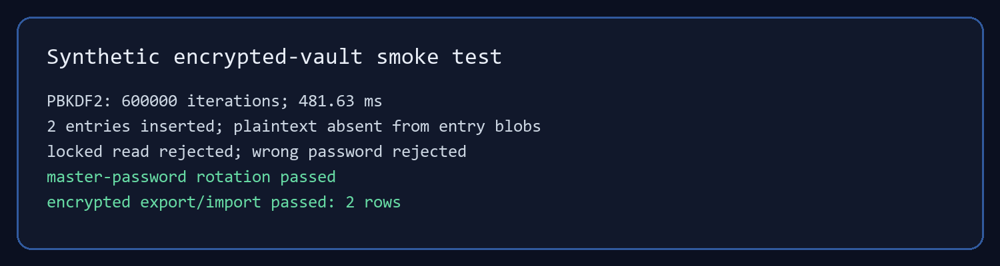 Synthetic encrypted-vault smoke test
PBKDF2: 600000 iterations; 481.63 ms
2 entries inserted; plaintext absent from entry blobs
locked read rejected; wrong password rejected
master-password rotation passed
encrypted export/import passed: 2 rows